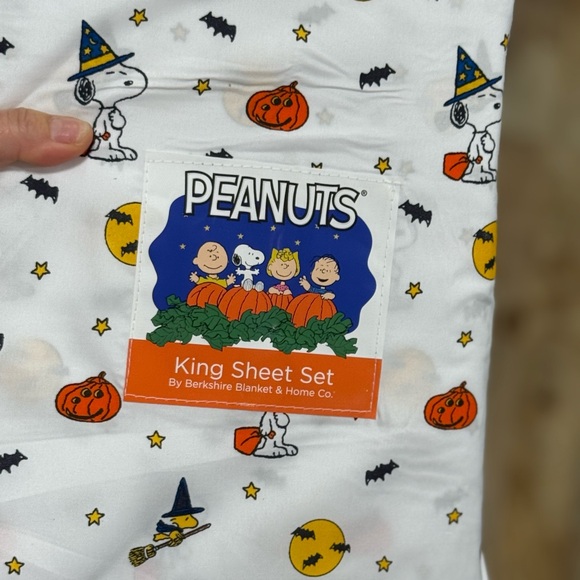 PEANUTS®
King Sheet Set
By Berkshire Blanket & Home Co.